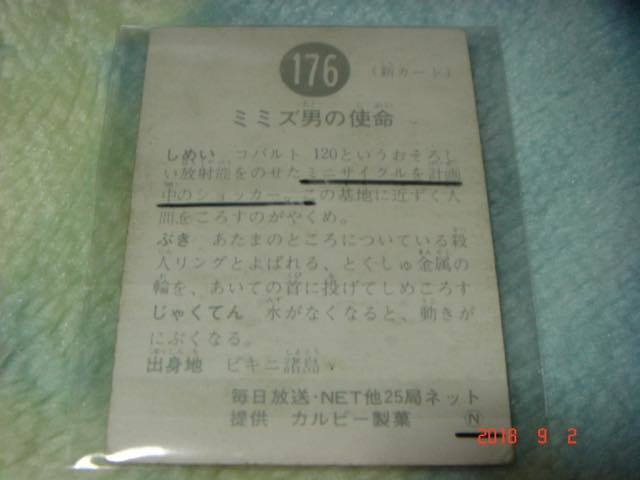 176
(新カード)
ミミズ男の使命
しめい コバルト 120というおそろし
い放射能をのせたミニサイクルを計画
中のショッカー。この基地に近ずく人
間をころすのがやくめ。
ぶき あたまのところについている殺
人リングとよばれる、とくしゅ金属の
輪を、あいての首に投げてしめころす
じゃくてん 水がなくなると、動きが
にぶくなる。
出身地 ビキニ諸島
毎日放送・NET他25局ネット
提供 カルビー製菓 Ⓝ
2018 9 2